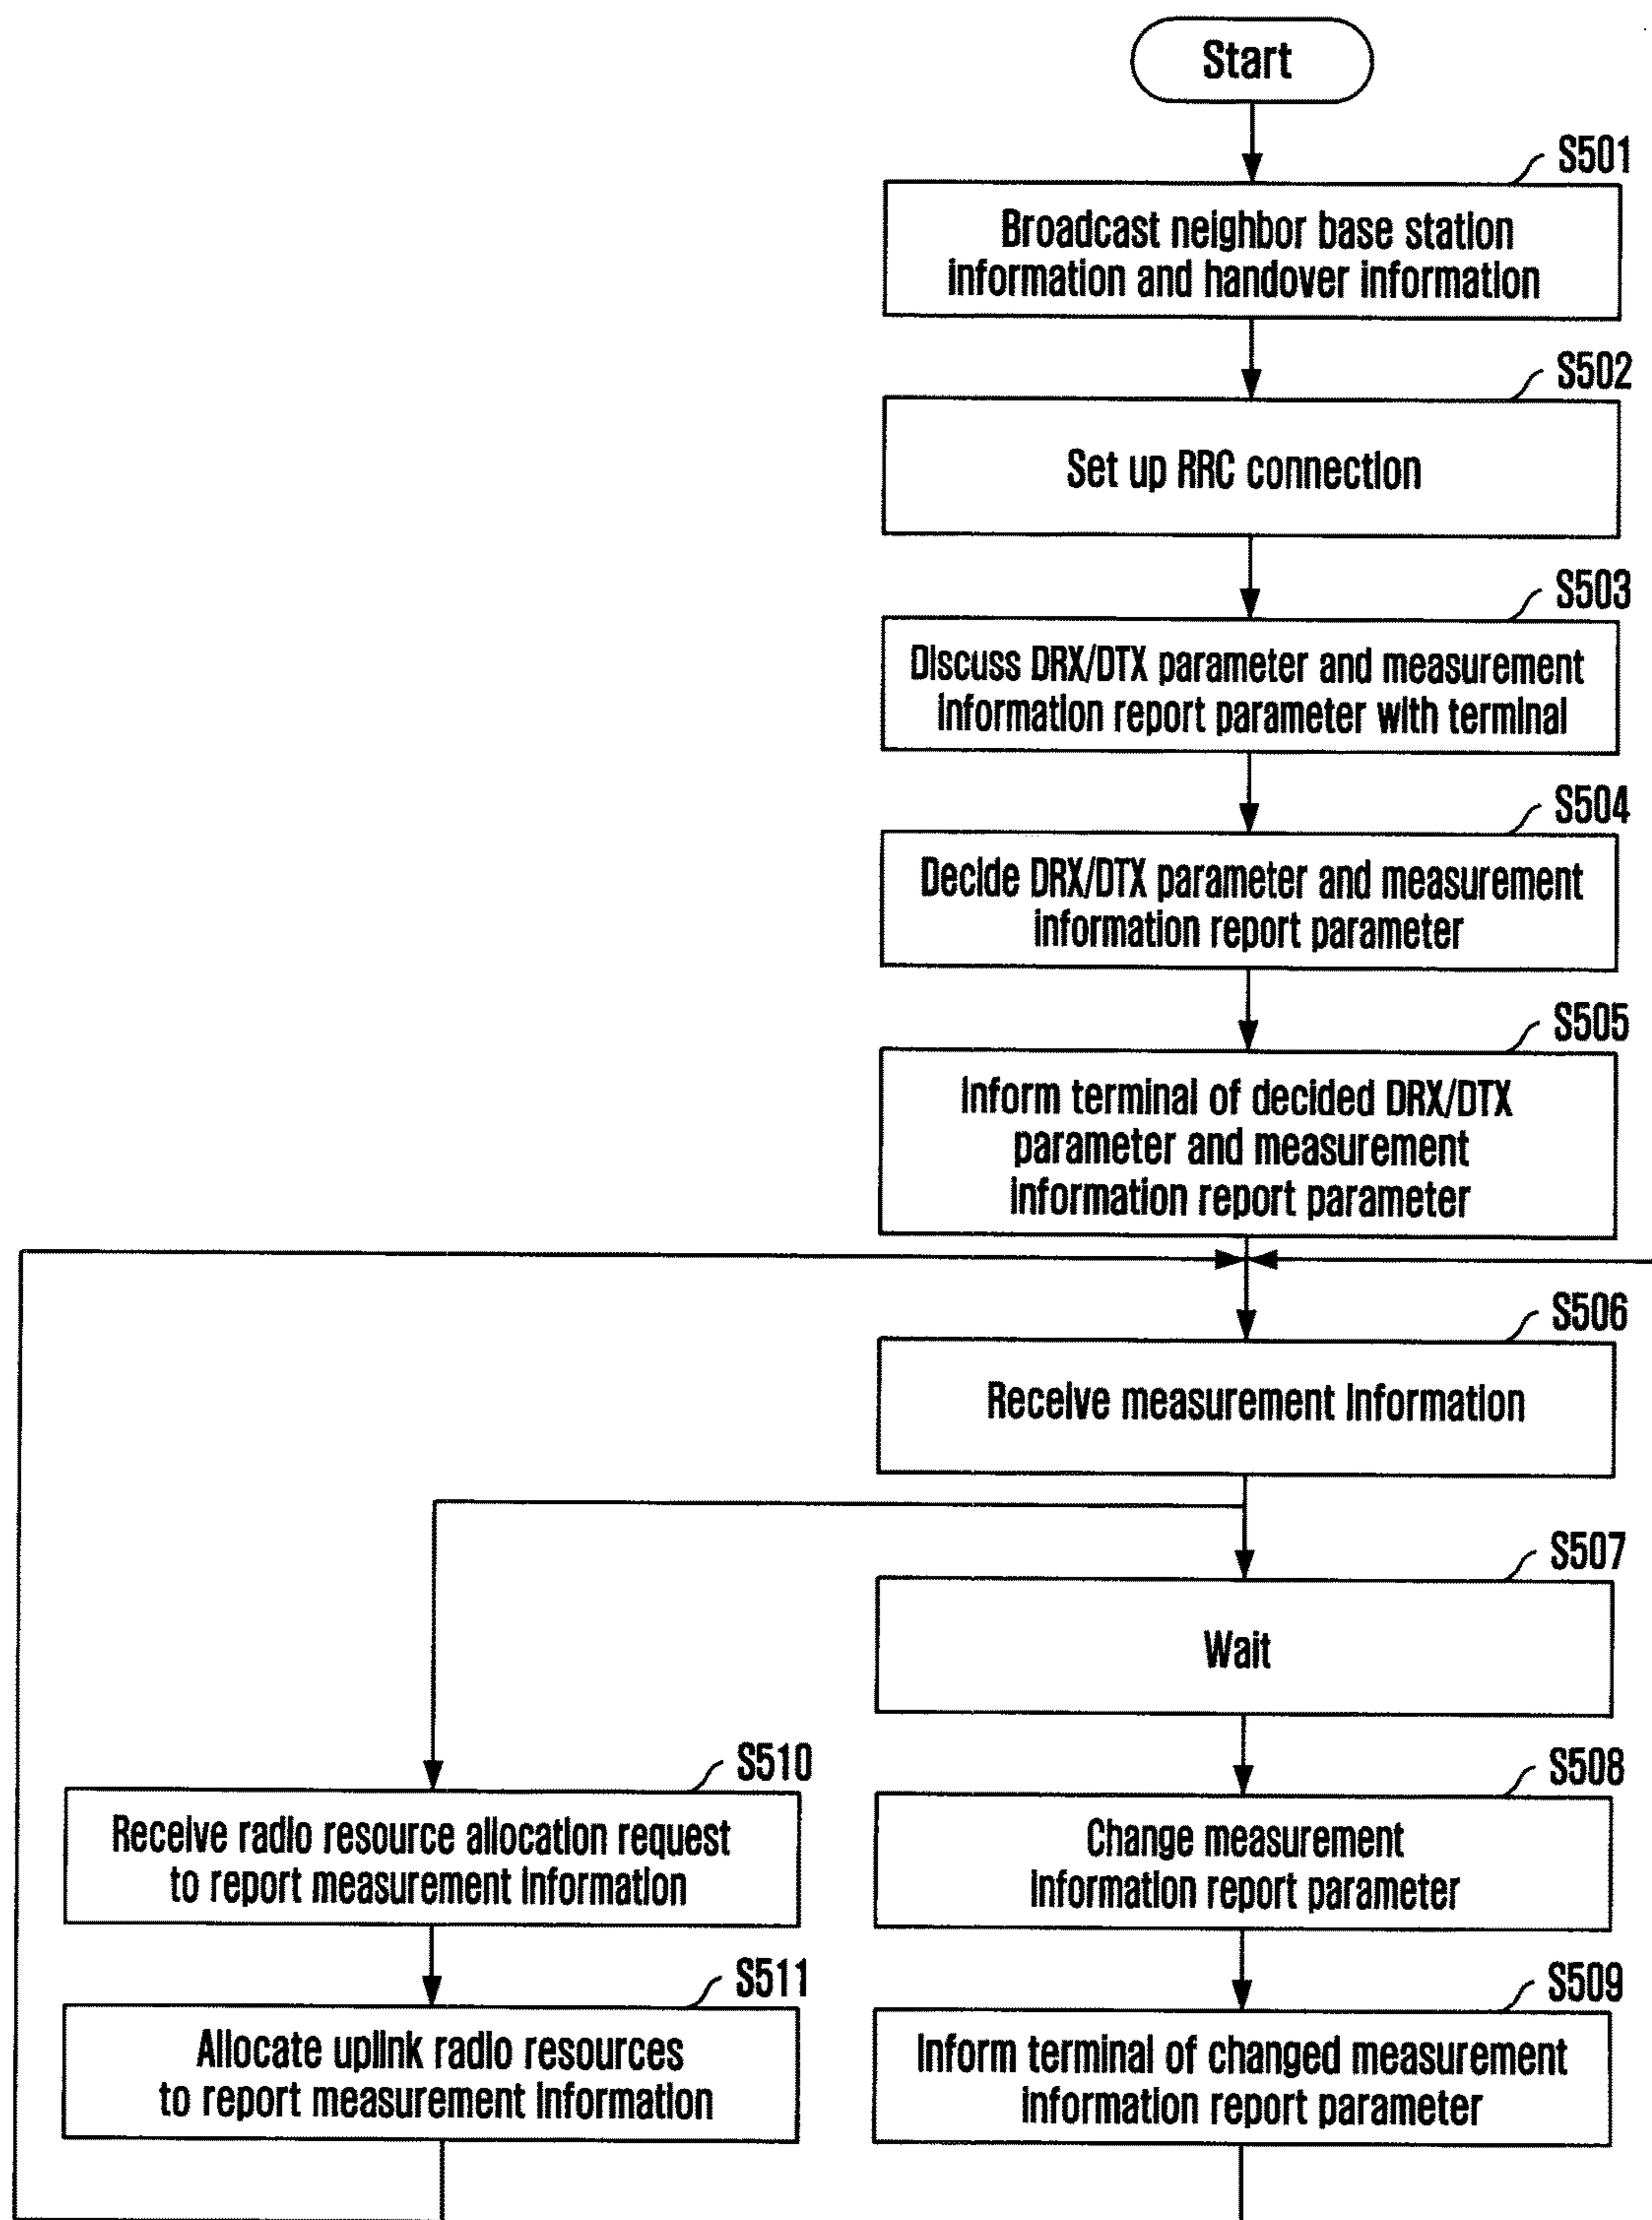 Start
S501
Broadcast neighbor base station
information and handover information
S502
Set up RRC connection
S503
Discuss DRX/DTX parameter and measurement
information report parameter with terminal
S504
Decide DRX/DTX parameter and measurement
information report parameter
S505
Inform terminal of decided DRX/DTX
parameter and measurement
information report parameter
S506
Receive measurement information
S507
Wait
S510
Receive radio resource allocation request
to report measurement information
S508
Change measurement
information report parameter
S511
Allocate uplink radio resources
to report measurement information
S509
Inform terminal of changed measurement
information report parameter